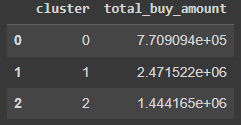 cluster total_buy_amount
0 0 7.709094e+05
1 1 2.471522e+06
2 2 1.444165e+06